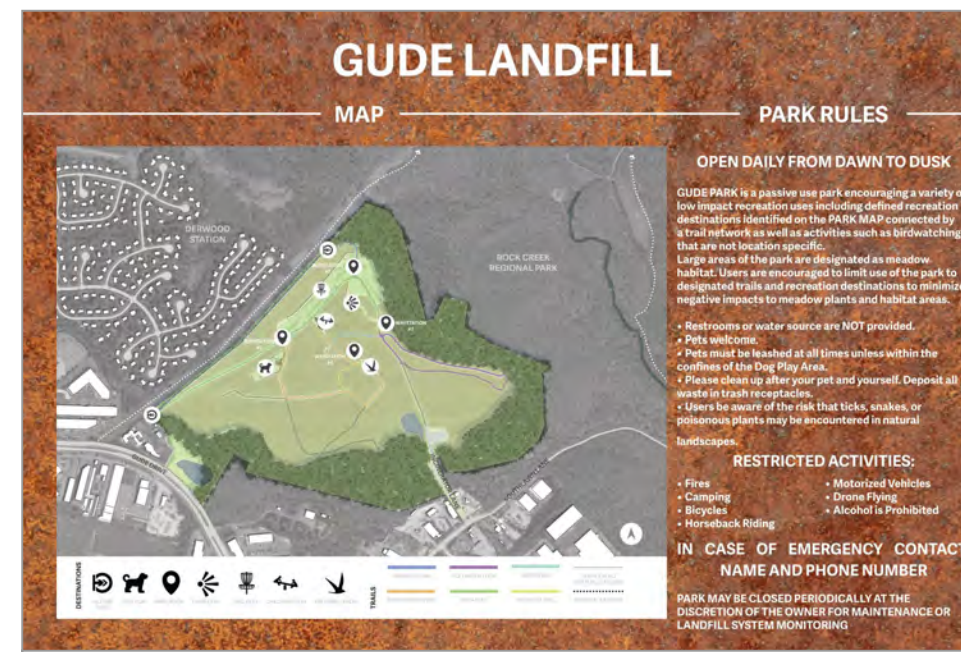 GUDE LANDFILL
MAP
PARK RULES
DERWOOD
STATION
ROCK CREEK
REGIONAL PARK
DESTINATIONS
TRAILS
OPEN DAILY FROM DAWN TO DUSK
GUDE PARK is a passive use park encouraging a variety of
low impact recreation uses including defined recreation
destinations identified on the PARK MAP connected by
a trail network as well as activities such as birdwatching
that are not location specific.
Large areas of the park are designated as meadow
habitat. Users are encouraged to limit use of the park to
designated trails and recreation destinations to minimize
negative impacts to meadow plants and habitat areas.
• Restrooms or water source are NOT provided.
• Pets welcome.
• Pets must be leashed at all times unless within the
confines of the Dog Play Area.
• Please clean up after your pet and yourself. Deposit all
waste in trash receptacles.
• Users be aware of the risk that ticks, snakes, or
poisonous plants may be encountered in natural
landscapes.
RESTRICTED ACTIVITIES:
• Fires
• Camping
• Bicycles
• Horseback Riding
• Motorized Vehicles
• Drone Flying
• Alcohol is Prohibited
IN CASE OF EMERGENCY CONTACT
NAME AND PHONE NUMBER
PARK MAY BE CLOSED PERIODICALLY AT THE
DISCRETION OF THE OWNER FOR MAINTENANCE OR
LANDFILL SYSTEM MONITORING